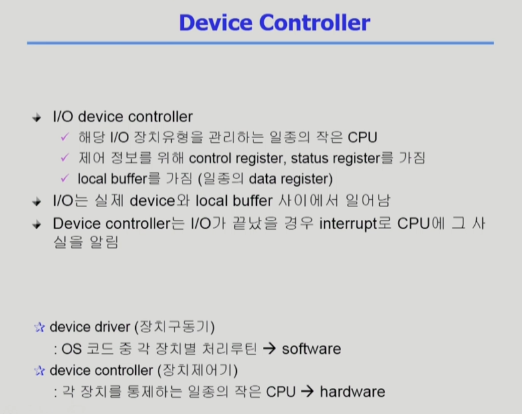 Device Controller
I/O device controller
해당 I/O 장치유형을 관리하는 일종의 작은 CPU
제어 정보를 위해 control register, status register를 가짐
local buffer를 가짐 (일종의 data register)
I/O는 실제 device와 local buffer 사이에서 일어남
Device controller는 I/O가 끝났을 경우 interrupt로 CPU에 그 사
실을 알림
device driver (장치구동기)
: OS 코드 중 각 장치별 처리루틴 → software
device controller (장치제어기)
: 각 장치를 통제하는 일종의 작은 CPU → hardware